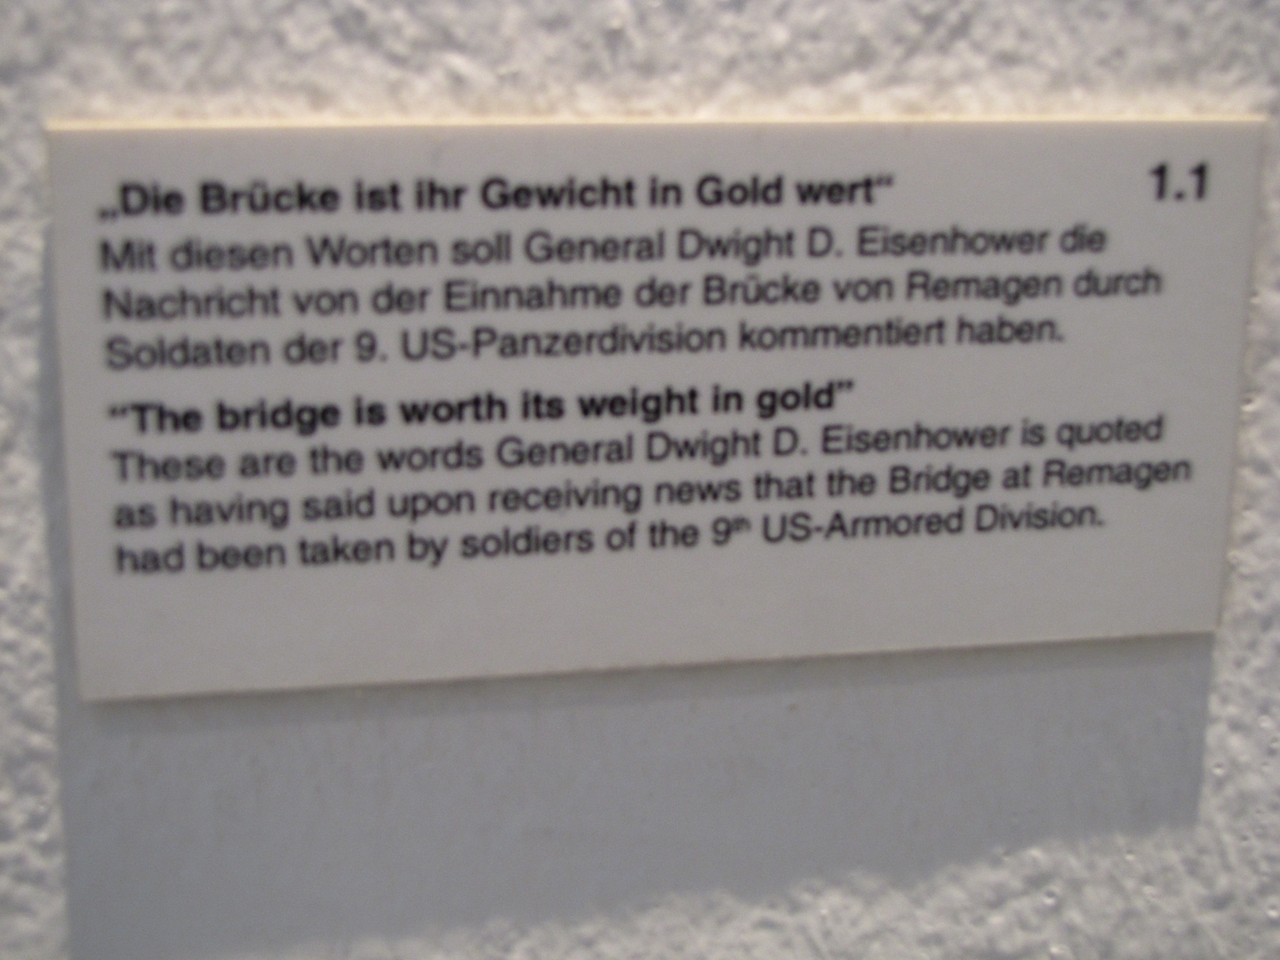 „Die Brücke ist ihr Gewicht in Gold wert“ 1.1
Mit diesen Worten soll General Dwight D. Eisenhower die
Nachricht von der Einnahme der Brücke von Remagen durch
Soldaten der 9. US-Panzerdivision kommentiert haben.
“The bridge is worth its weight in gold”
These are the words General Dwight D. Eisenhower is quoted
as having said upon receiving news that the Bridge at Remagen
had been taken by soldiers of the 9th US-Armored Division.